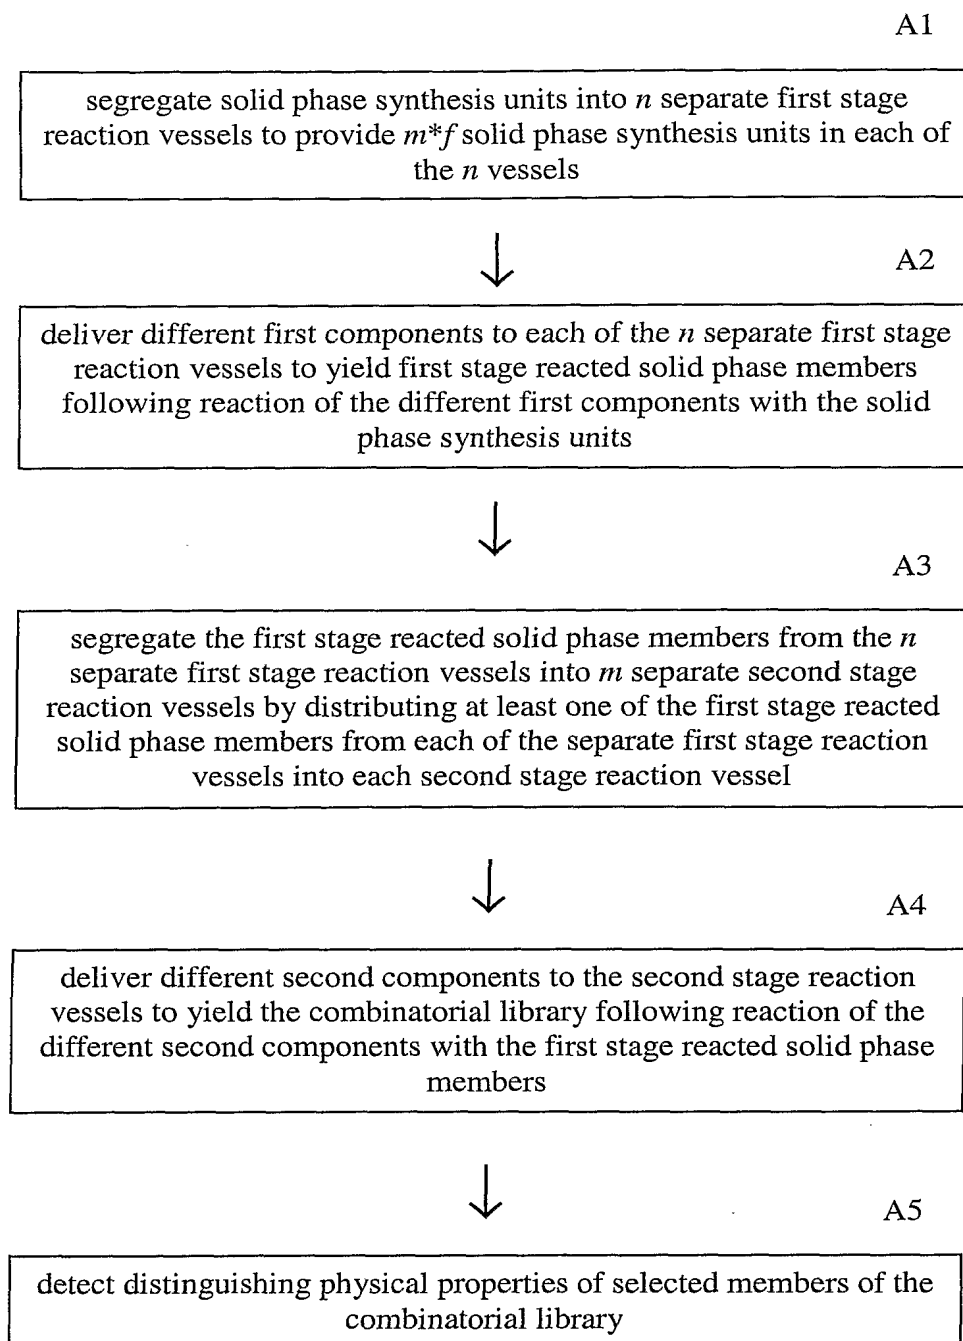 A1
segregate solid phase synthesis units into n separate first stage
reaction vessels to provide m*f solid phase synthesis units in each of
the n vessels
A2
deliver different first components to each of the n separate first stage
reaction vessels to yield first stage reacted solid phase members
following reaction of the different first components with the solid
phase synthesis units
A3
segregate the first stage reacted solid phase members from the n
separate first stage reaction vessels into m separate second stage
reaction vessels by distributing at least one of the first stage reacted
solid phase members from each of the separate first stage reaction
vessels into each second stage reaction vessel
A4
deliver different second components to the second stage reaction
vessels to yield the combinatorial library following reaction of the
different second components with the first stage reacted solid phase
members
A5
detect distinguishing physical properties of selected members of the
combinatorial library